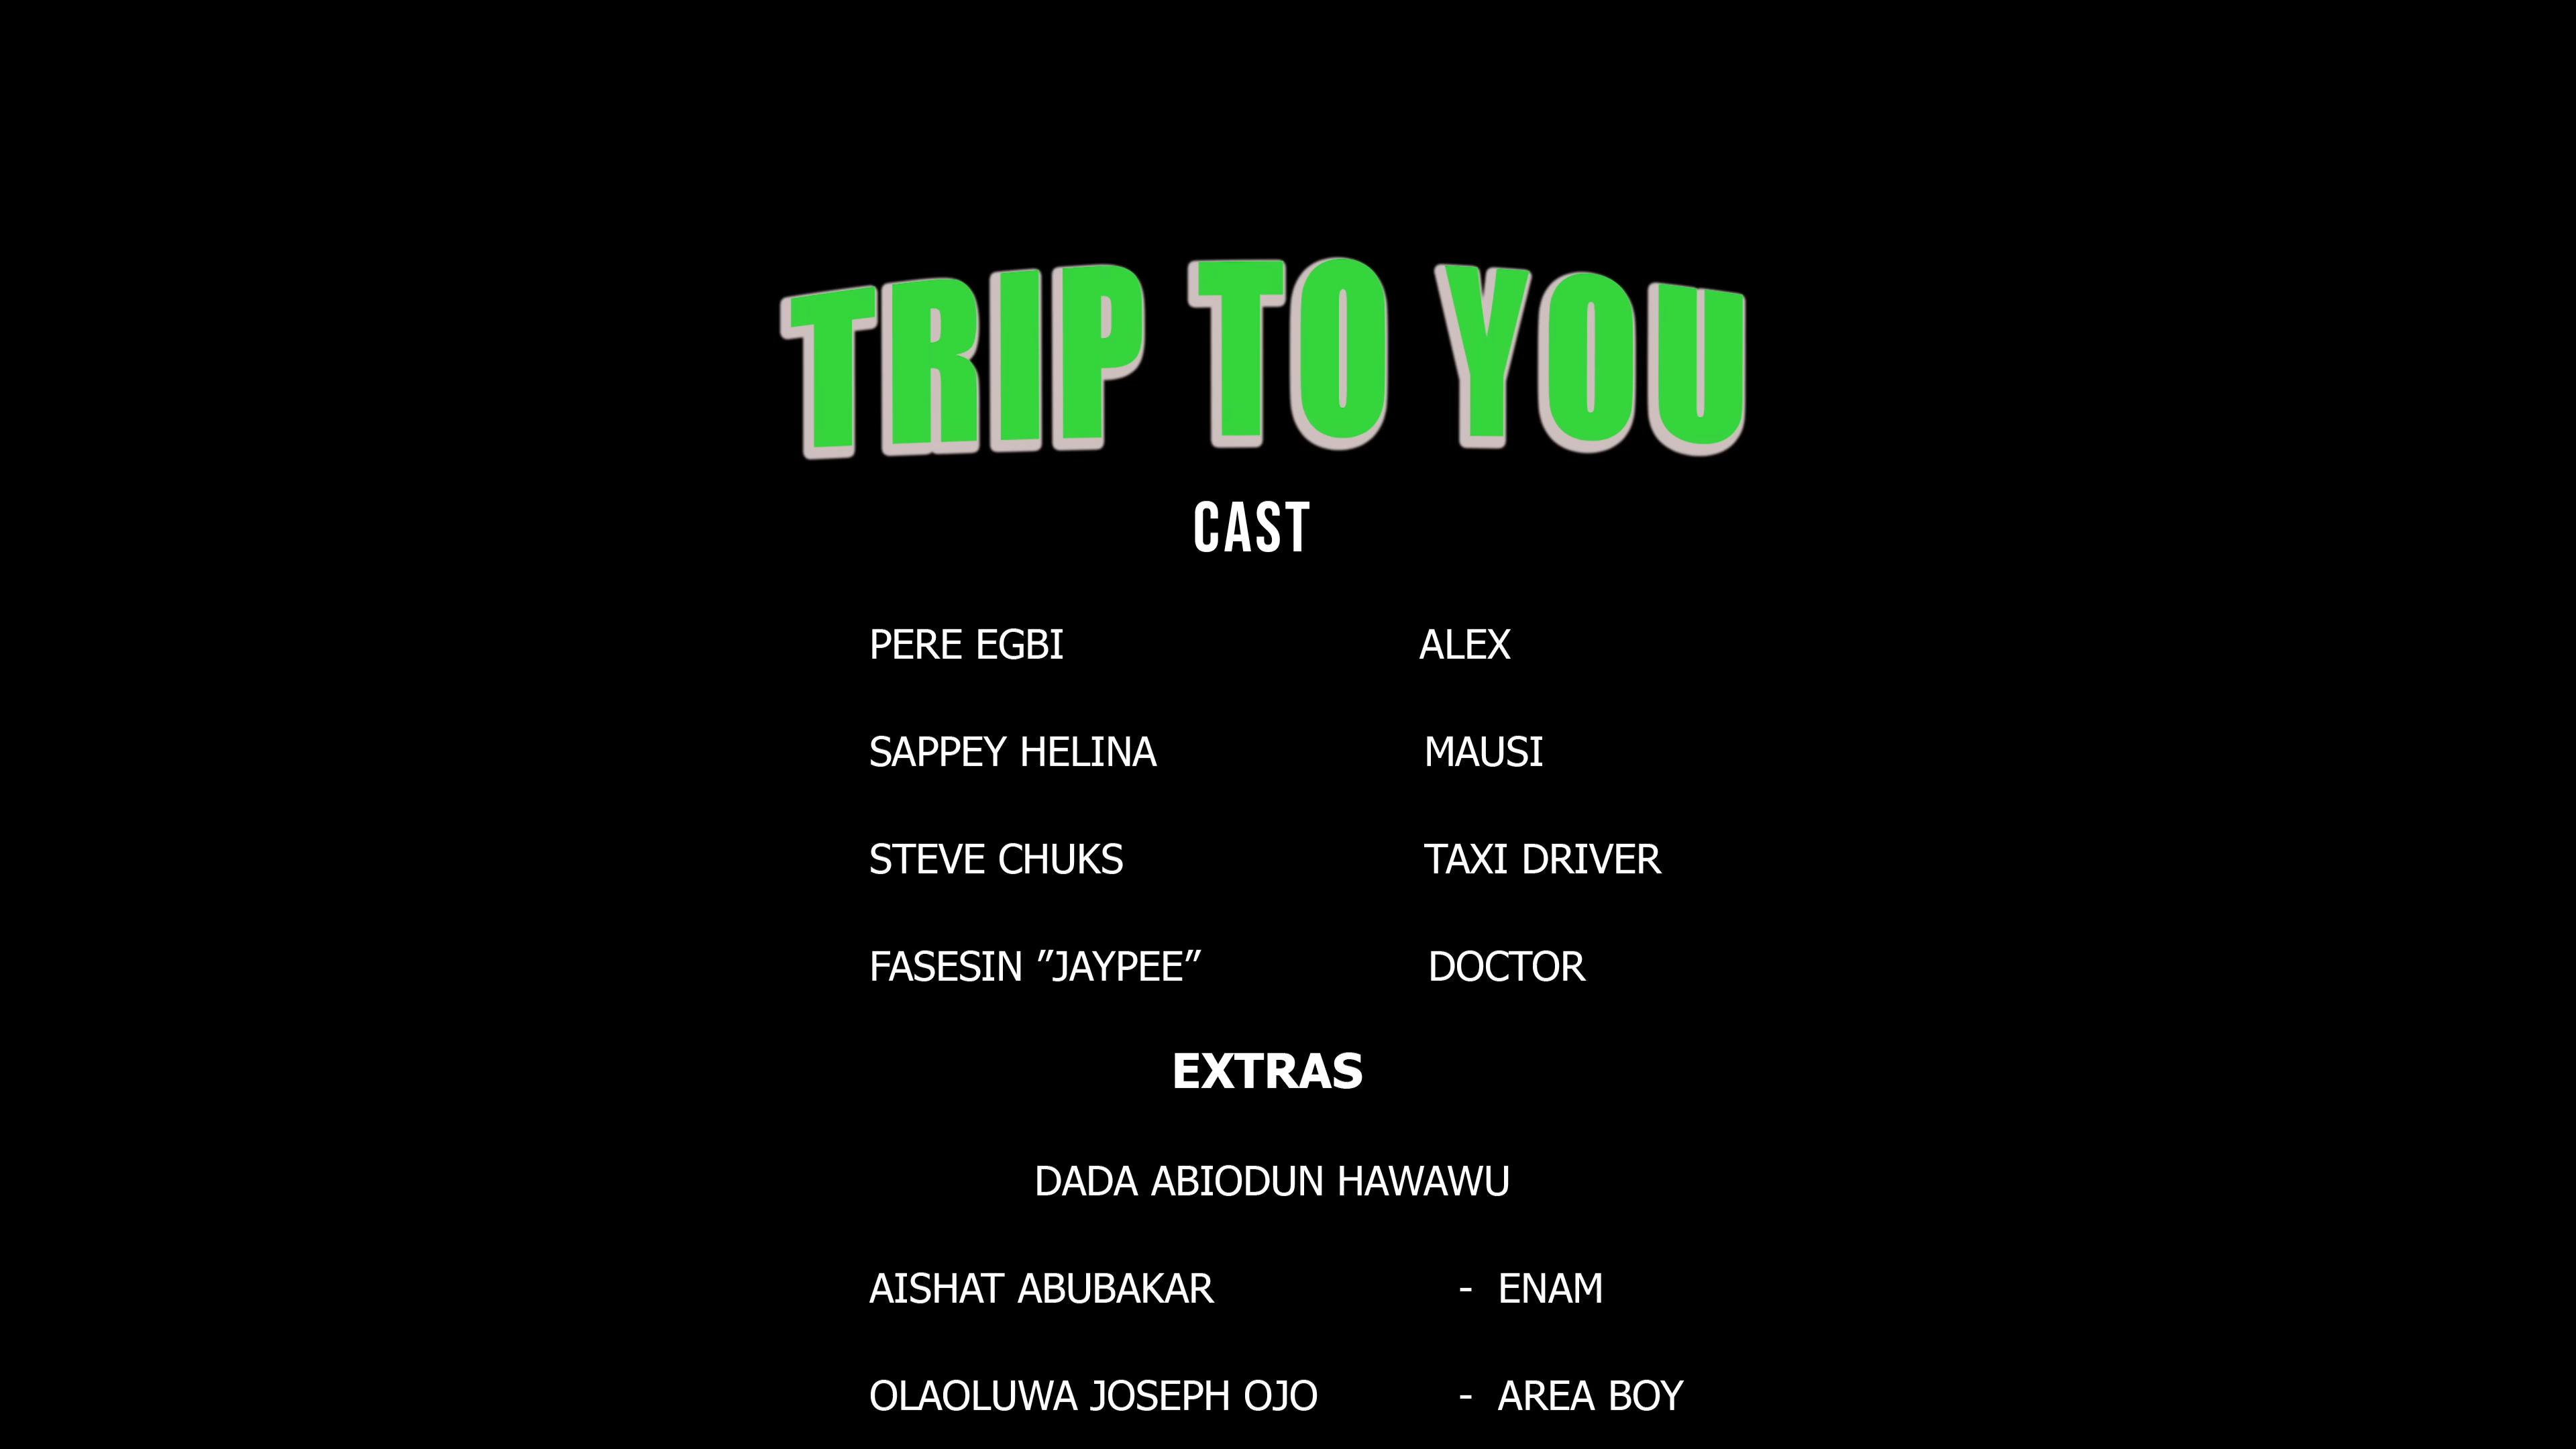 TRIP TO YOU
CAST
PERE EGBI ALEX
SAPPEY HELINA MAUSI
STEVE CHUKS TAXI DRIVER
FASESIN ”JAYPEE” DOCTOR
EXTRAS
DADA ABIODUN HAWAWU
AISHAT ABUBAKAR - ENAM
OLAOLUWA JOSEPH OJO - AREA BOY